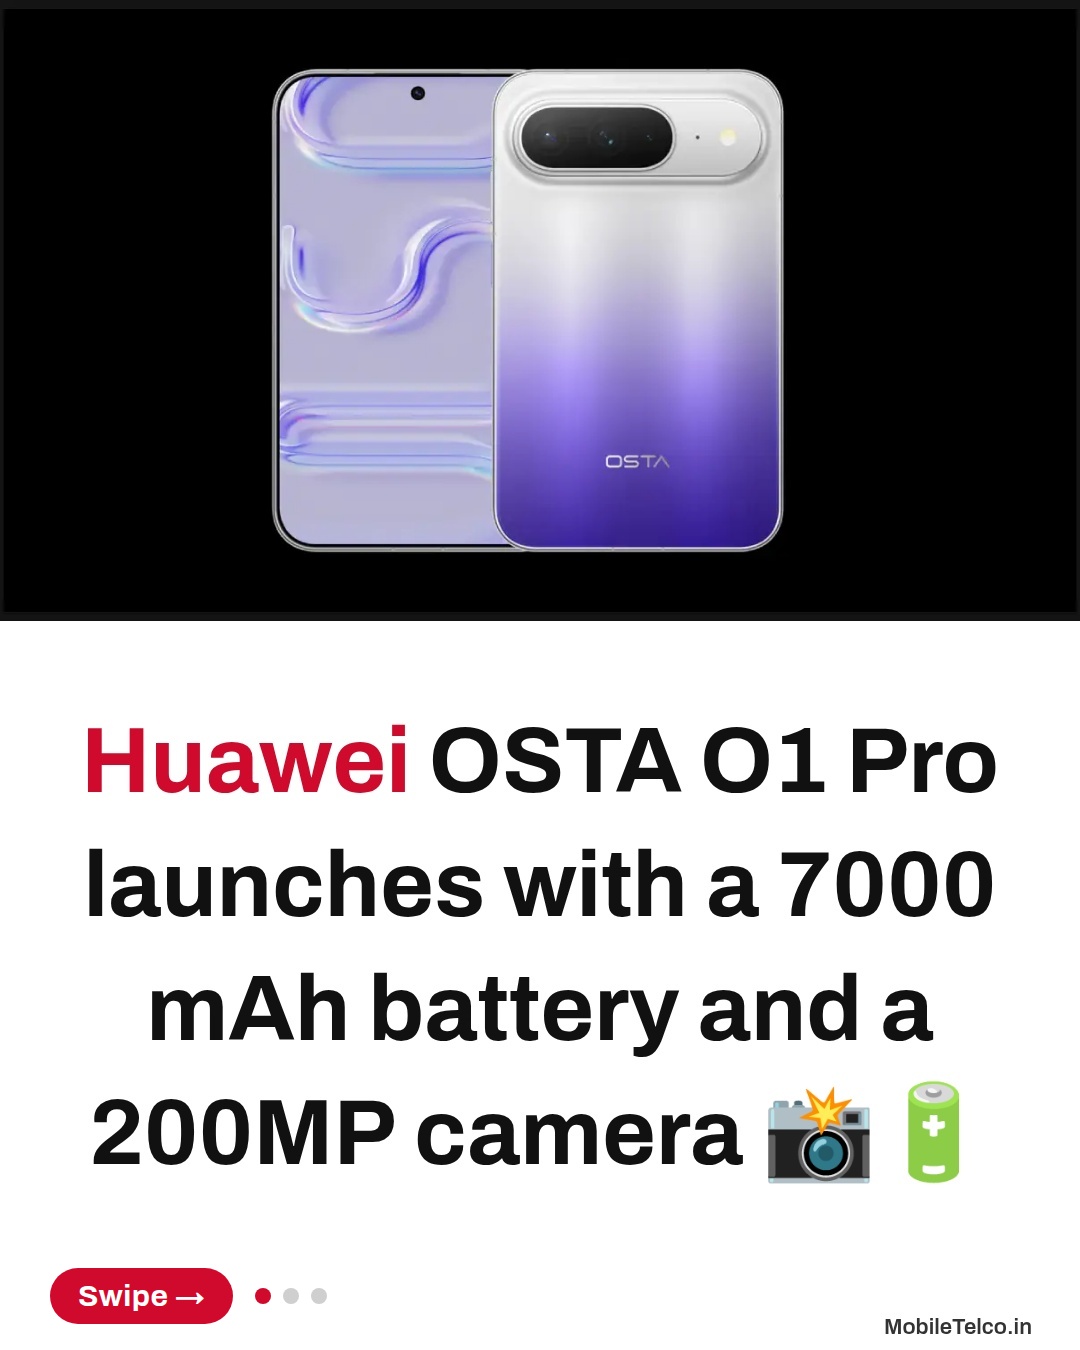 OSTA
Huawei OSTA O1 Pro
launches with a 7000
mAh battery and a
200MP camera 📸 🔋
Swipe →
MobileTelco.in